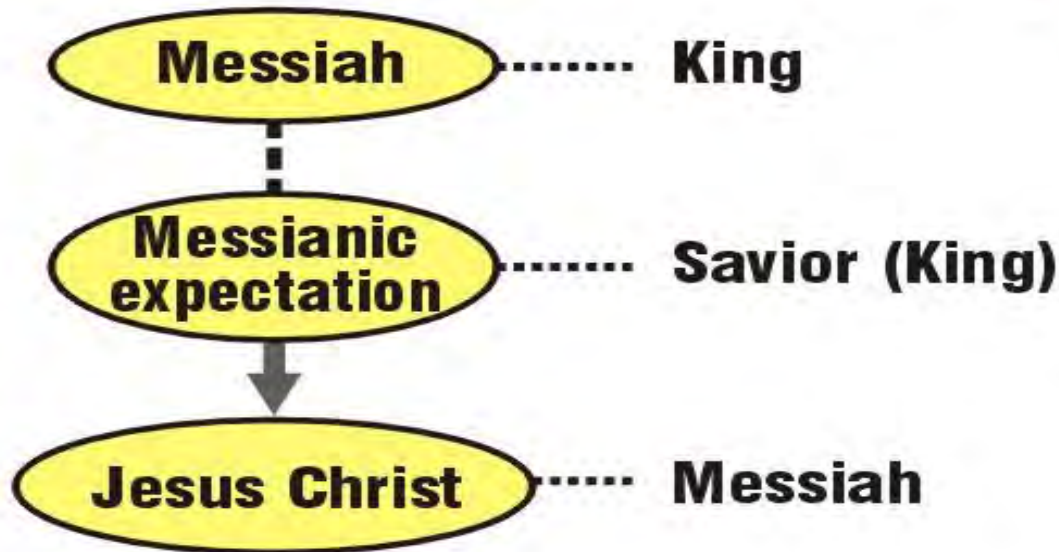 Messiah
King
Messianic
expectation
Savior (King)
Jesus Christ
Messiah